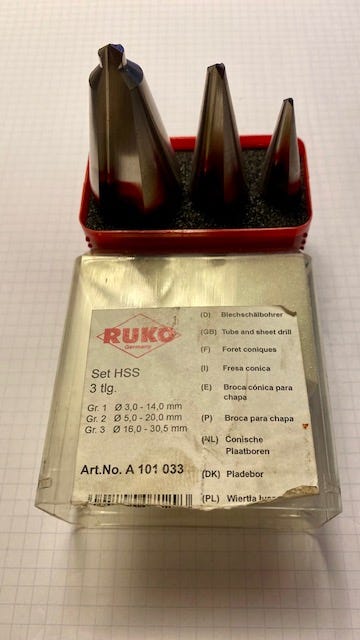 RUKO
Germany
Set HSS
3 tlg.
Gr. 1 Ø 3,0 - 14,0 mm
Gr. 2 Ø 5,0 - 20,0 mm
Gr. 3 Ø 16,0 - 30,5 mm
Art.No. A 101 033
(D) Blechschälbohrer
(GB) Tube and sheet drill
(F) Foret coniques
(I) Fresa conica
(E) Broca cónica para
chapa
(P) Broca para chapa
(NL) Conische
Plaatboren
(DK) Pladebor
(PL) Wiertła